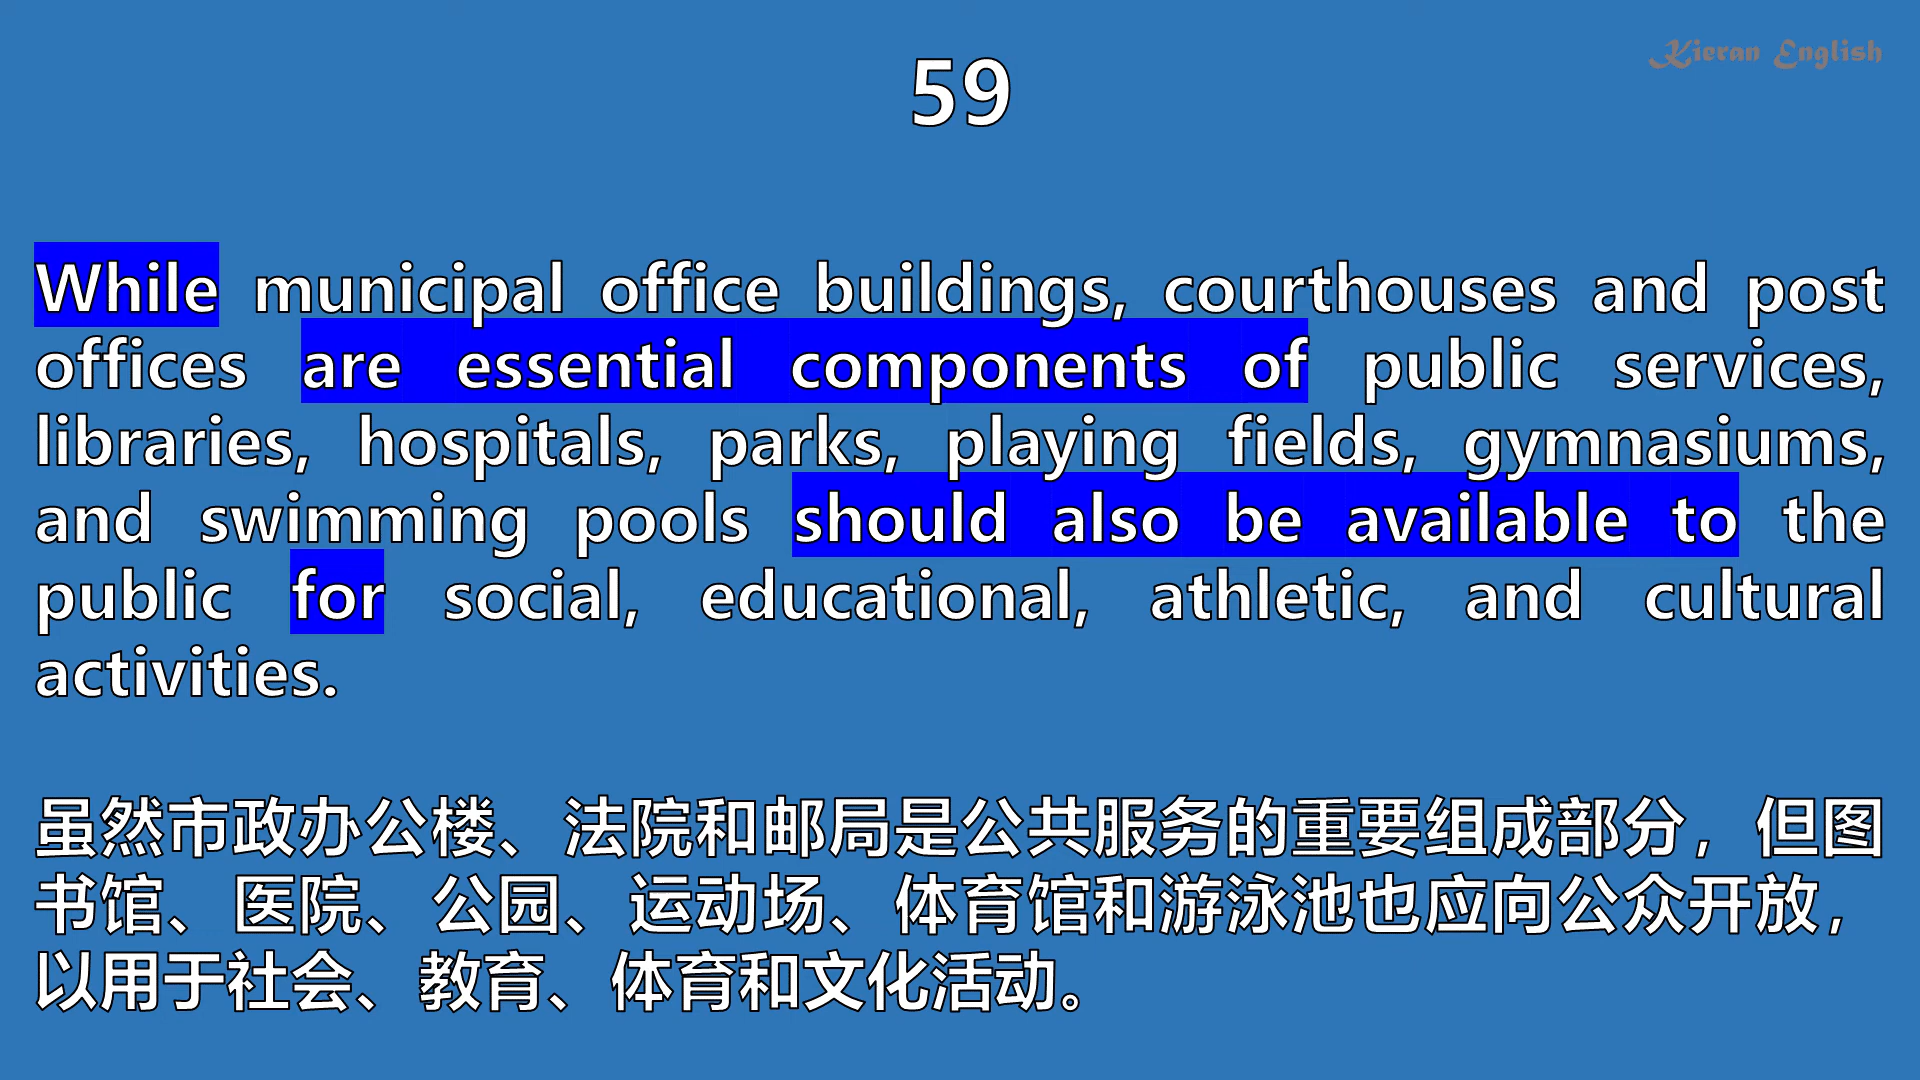 Kieran English
59
While municipal office buildings, courthouses and post
offices are essential components of public services,
libraries, hospitals, parks, playing fields, gymnasiums,
and swimming pools should also be available to the
public for social, educational, athletic, and cultural
activities.
虽然市政办公楼、法院和邮局是公共服务的重要组成部分，但图
书馆、医院、公园、运动场、体育馆和游泳池也应向公众开放，
以用于社会、教育、体育和文化活动。